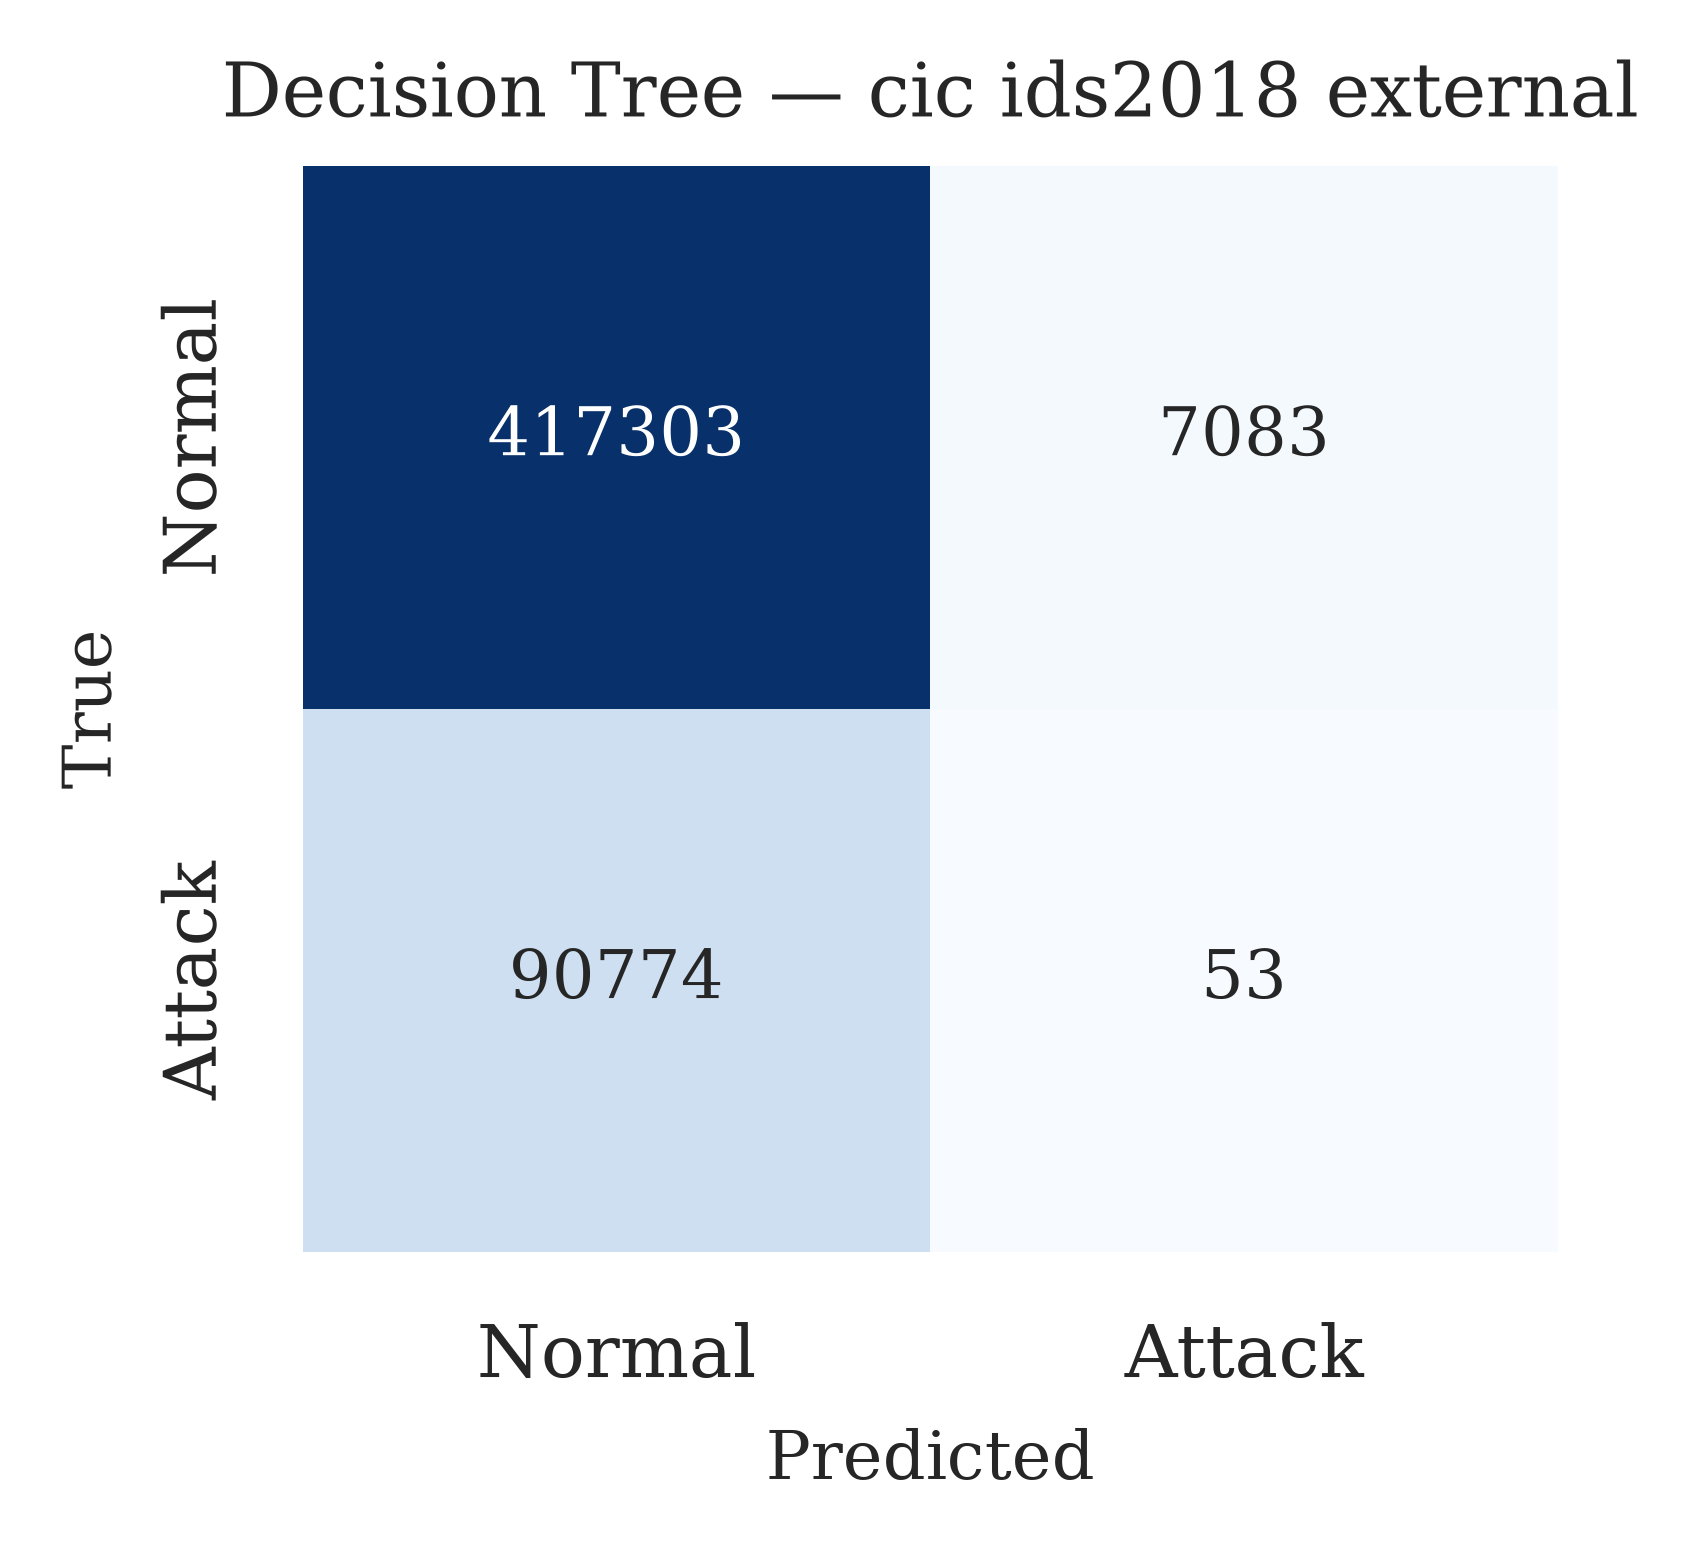 Decision Tree — cic ids2018 external
True
Normal
417303 7083
Attack
90774 53
Normal Attack
Predicted